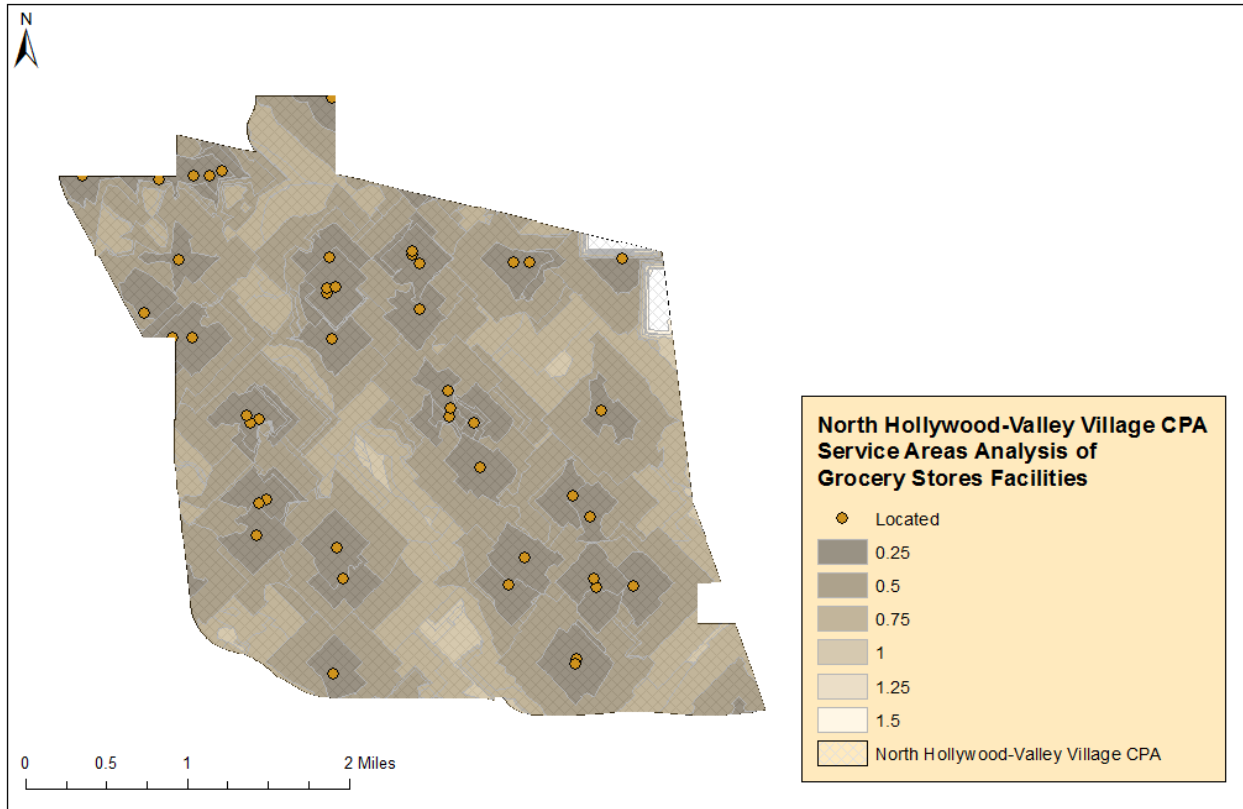 N
North Hollywood-Valley Village CPA
Service Areas Analysis of
Grocery Stores Facilities
Located
0.25
0.5
0.75
1
1.25
1.5
North Hollywood-Valley Village CPA
0 0.5 1 2 Miles